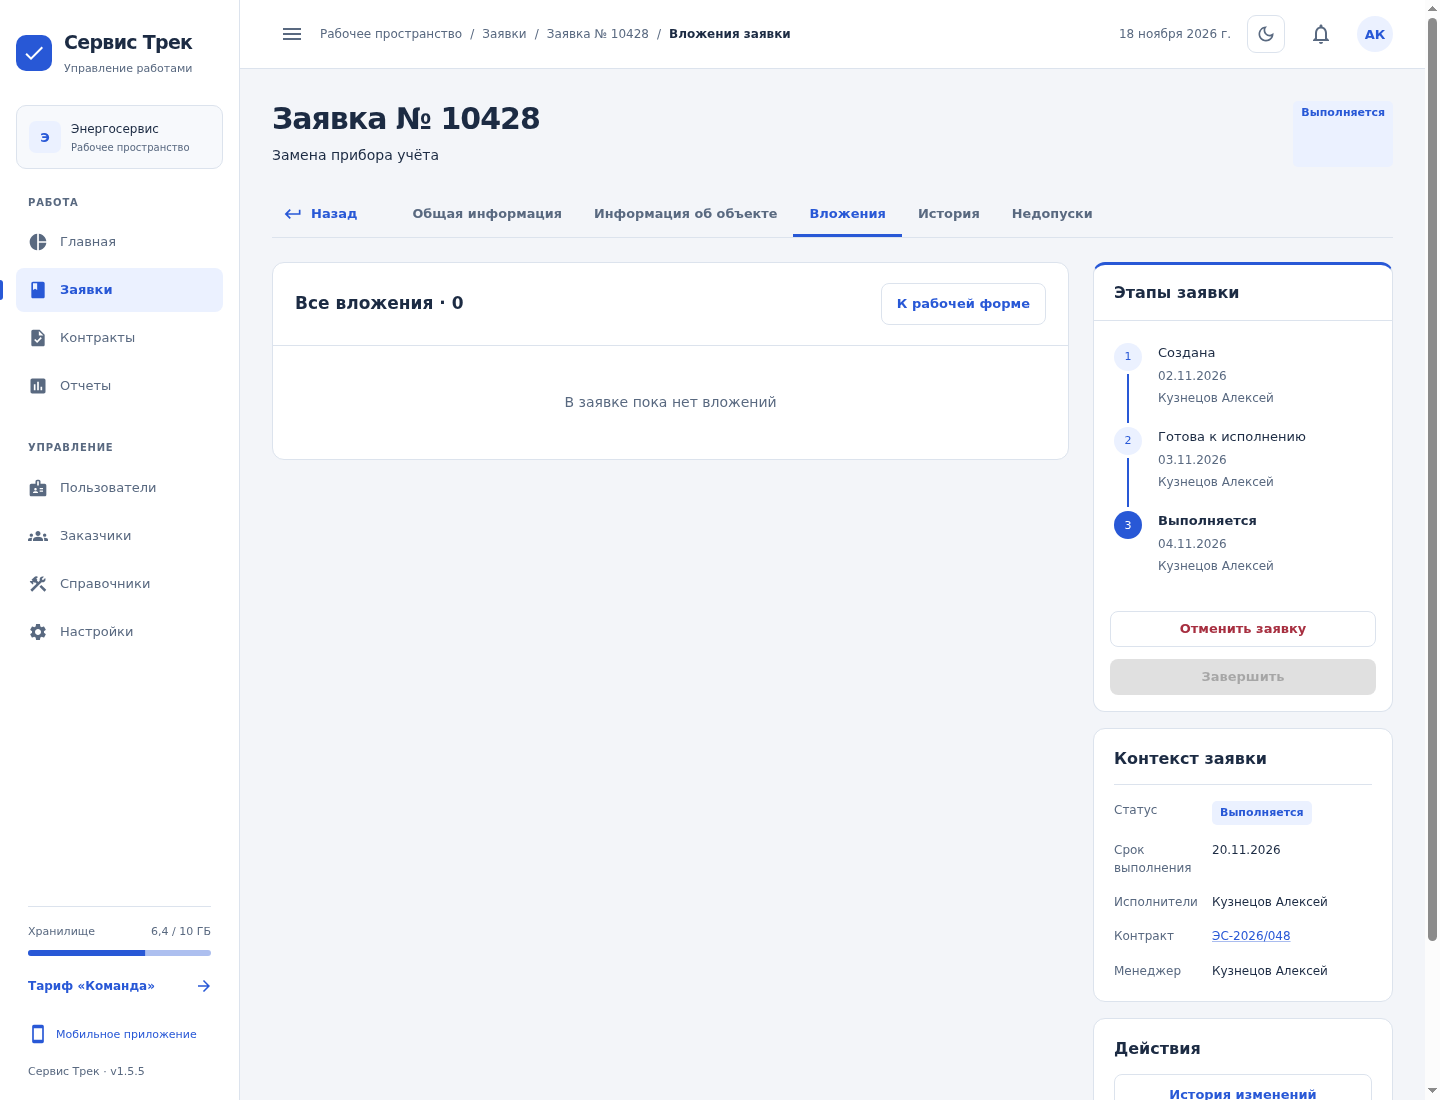 Сервис Трек
Управление работами
Э
Энергосервис
Рабочее пространство
РАБОТА
Главная
Заявки
Контракты
Отчеты
УПРАВЛЕНИЕ
Пользователи
Заказчики
Справочники
Настройки
Хранилище 6,4 / 10 ГБ
Тариф «Команда»
Мобильное приложение
Сервис Трек · v1.5.5
Рабочее пространство / Заявки / Заявка № 10428 / Вложения заявки
18 ноября 2026 г.
АК
Заявка № 10428
Замена прибора учёта
Выполняется
Назад
Общая информация
Информация об объекте
Вложения
История
Недопуски
Все вложения · 0
К рабочей форме
В заявке пока нет вложений
Этапы заявки
1
Создана
02.11.2026
Кузнецов Алексей
2
Готова к исполнению
03.11.2026
Кузнецов Алексей
3
Выполняется
04.11.2026
Кузнецов Алексей
Отменить заявку
Завершить
Контекст заявки
Статус Выполняется
Срок выполнения 20.11.2026
Исполнители Кузнецов Алексей
Контракт ЭС-2026/048
Менеджер Кузнецов Алексей
Действия
История изменений